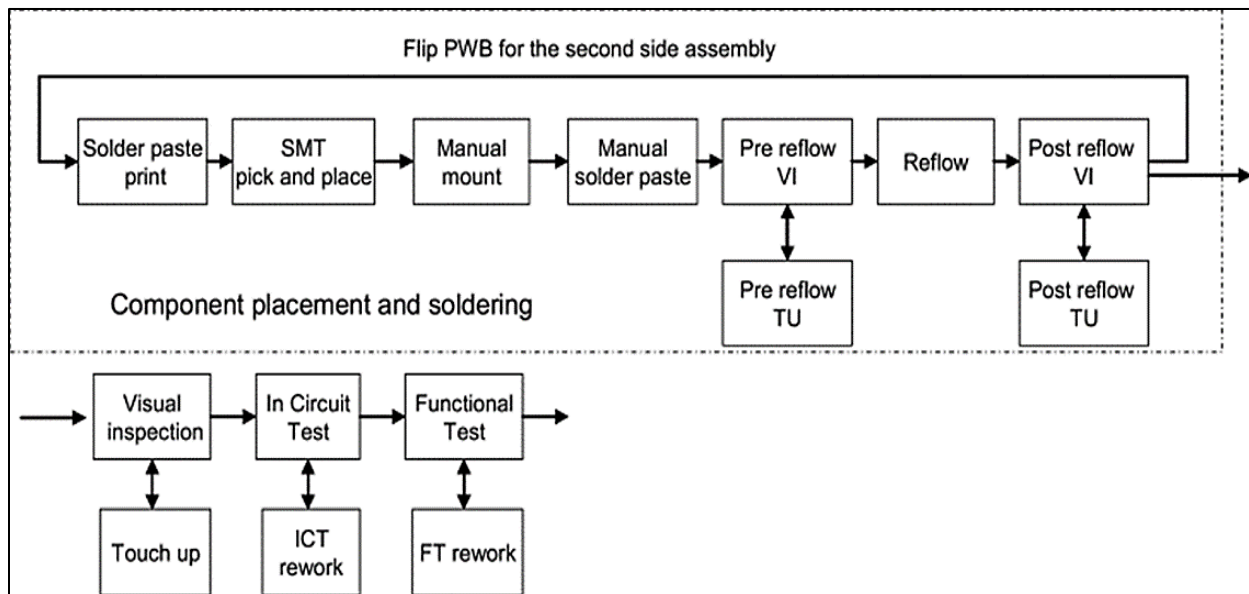 Flip PWB for the second side assembly
Solder paste
print
SMT
pick and place
Manual
mount
Manual
solder paste
Pre reflow
VI
Reflow
Post reflow
VI
Pre reflow
TU
Post reflow
TU
Component placement and soldering
Visual
inspection
In Circuit
Test
Functional
Test
Touch up
ICT
rework
FT rework